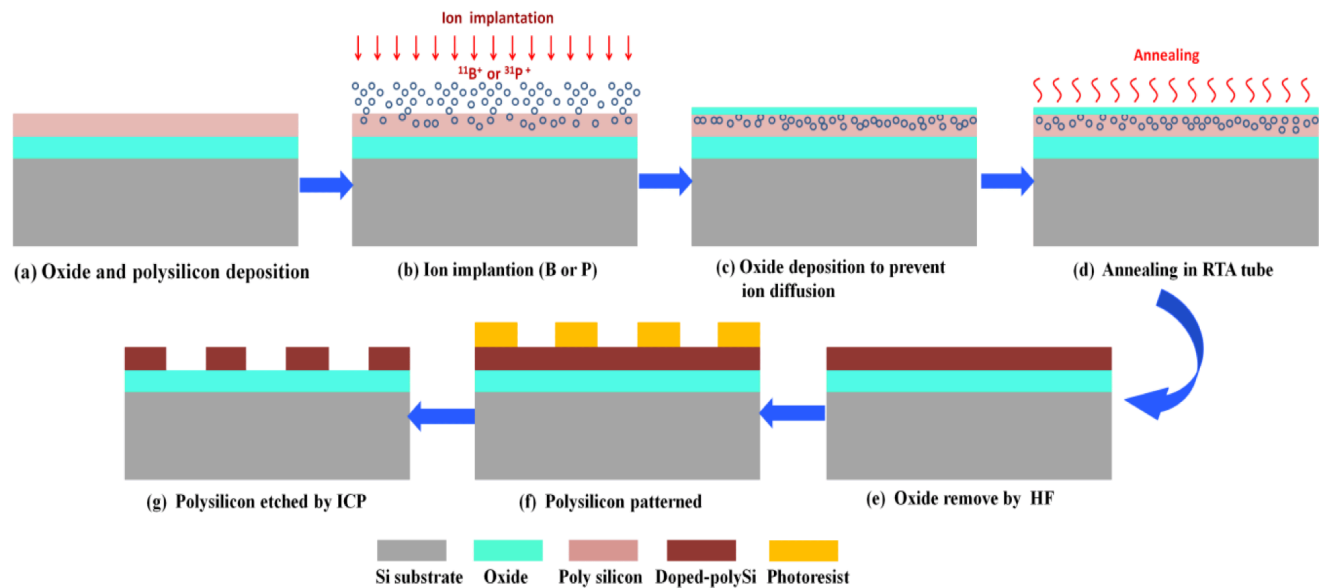 Ion implantation
¹¹B⁺ or ³¹P⁺
Annealing
(a) Oxide and polysilicon deposition
(b) Ion implantion (B or P)
(c) Oxide deposition to prevent
ion diffusion
(d) Annealing in RTA tube
(g) Polysilicon etched by ICP
(f) Polysilicon patterned
(e) Oxide remove by HF
Si substrate
Oxide
Poly silicon
Doped-polySi
Photoresist